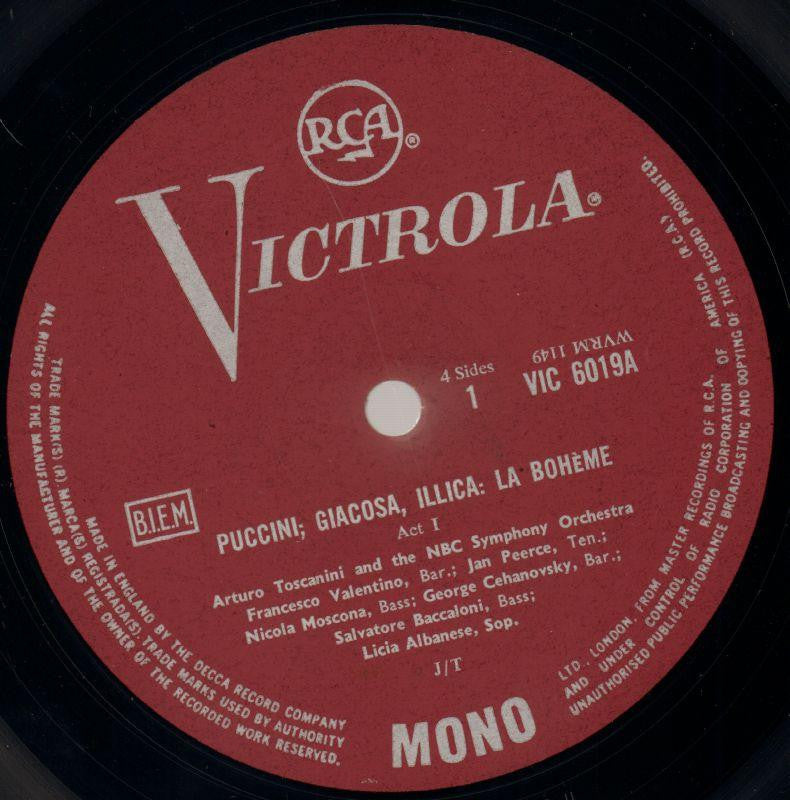 RCA ®
VICTROLA ®
4 Sides
1
WVRM 1149
VIC 6019A
B.I.E.M.
PUCCINI; GIACOSA, ILLICA: LA BOHÈME
Act I
Arturo Toscanini and the NBC Symphony Orchestra
Francesco Valentino, Bar.; Jan Peerce, Ten.;
Nicola Moscona, Bass; George Cehanovsky, Bar.;
Salvatore Baccaloni, Bass;
Licia Albanese, Sop.
J/T
MONO
TRADE MARK(S) (R). MARCA(S) REGISTRADA(S). TRADE MARKS USED BY AUTHORITY
ALL RIGHTS OF THE MANUFACTURER AND OF THE OWNER OF THE RECORDED WORK RESERVED.
MADE IN ENGLAND BY THE DECCA RECORD COMPANY
LTD., LONDON, FROM MASTER RECORDINGS OF R.C.A.
AND UNDER CONTROL OF RADIO CORPORATION OF AMERICA (R.C.A.)
UNAUTHORISED PUBLIC PERFORMANCE BROADCASTING AND COPYING OF THIS RECORD PROHIBITED.